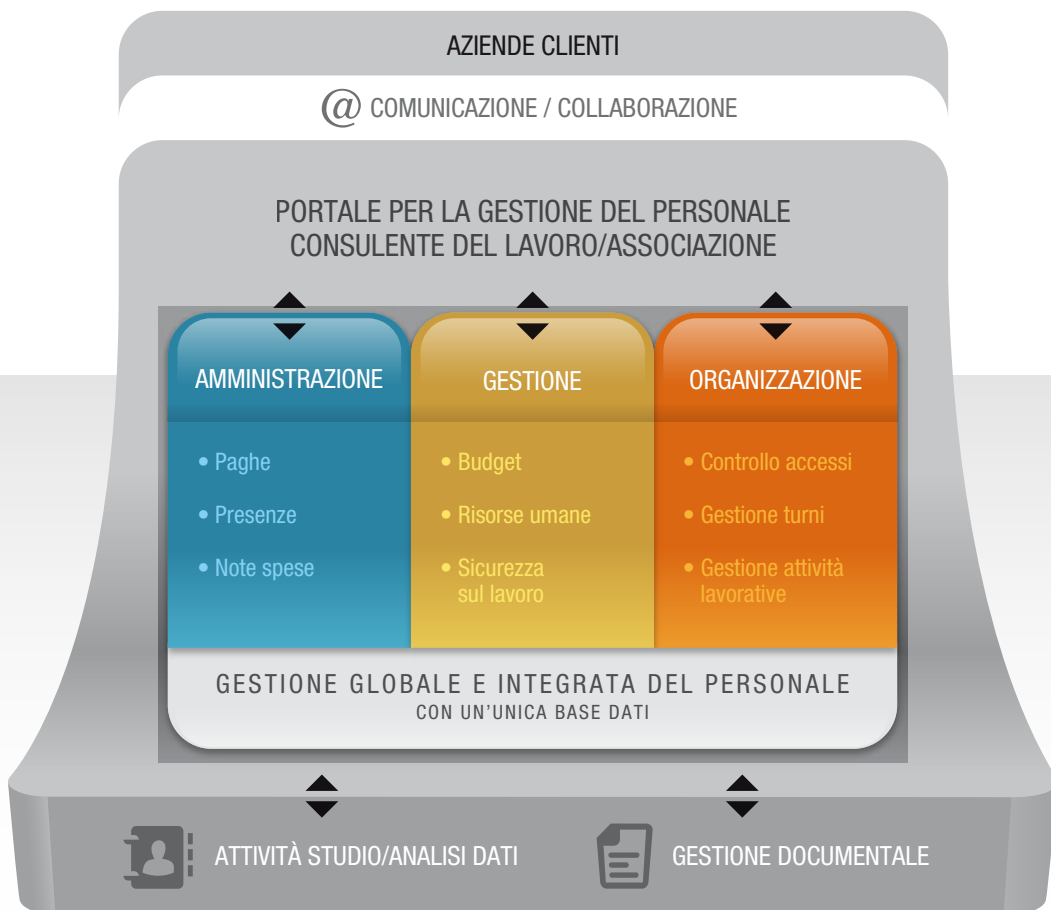 AZIENDE CLIENTI
@ COMUNICAZIONE / COLLABORAZIONE
PORTALE PER LA GESTIONE DEL PERSONALE
CONSULENTE DEL LAVORO/ASSOCIAZIONE
AMMINISTRAZIONE
• Paghe
• Presenze
• Note spese
GESTIONE
• Budget
• Risorse umane
• Sicurezza
sul lavoro
ORGANIZZAZIONE
• Controllo accessi
• Gestione turni
• Gestione attività
lavorative
GESTIONE GLOBALE E INTEGRATA DEL PERSONALE
CON UN'UNICA BASE DATI
ATTIVITÀ STUDIO/ANALISI DATI
GESTIONE DOCUMENTALE